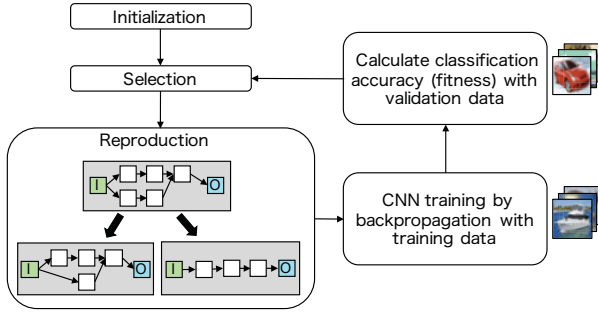 Initialization
Selection
Reproduction
I
O
I
O
I
O
Calculate classification
accuracy (fitness) with
validation data
CNN training by
backpropagation with
training data